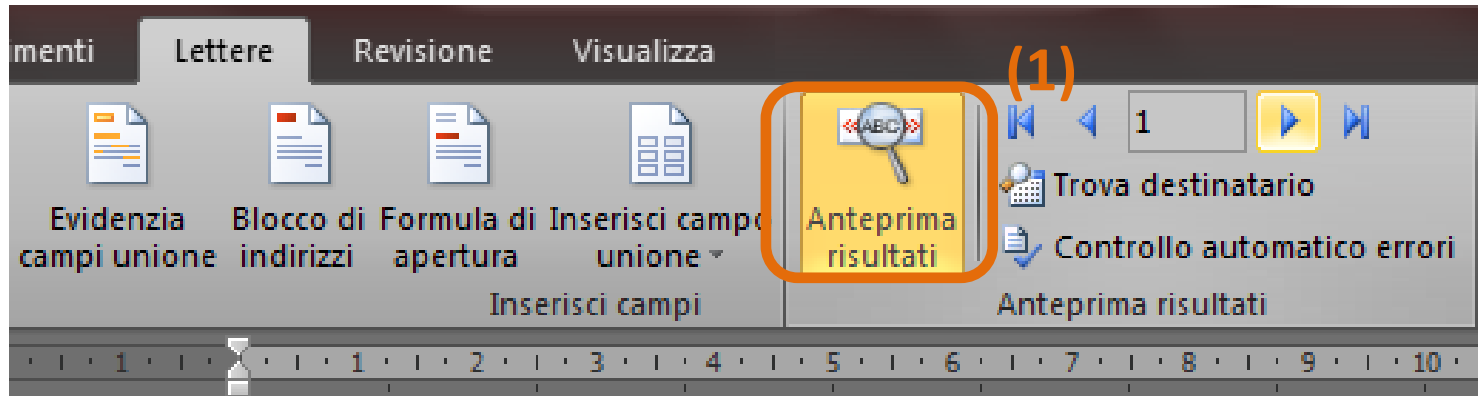 imenti Lettere Revisione Visualizza
(1)
«ABC»
1
Evidenzia campi unione
Blocco di indirizzi
Formula di apertura
Inserisci campo unione
Anteprima risultati
Trova destinatario
Controllo automatico errori
Inserisci campi
Anteprima risultati
1 1 2 3 4 5 6 7 8 9 10